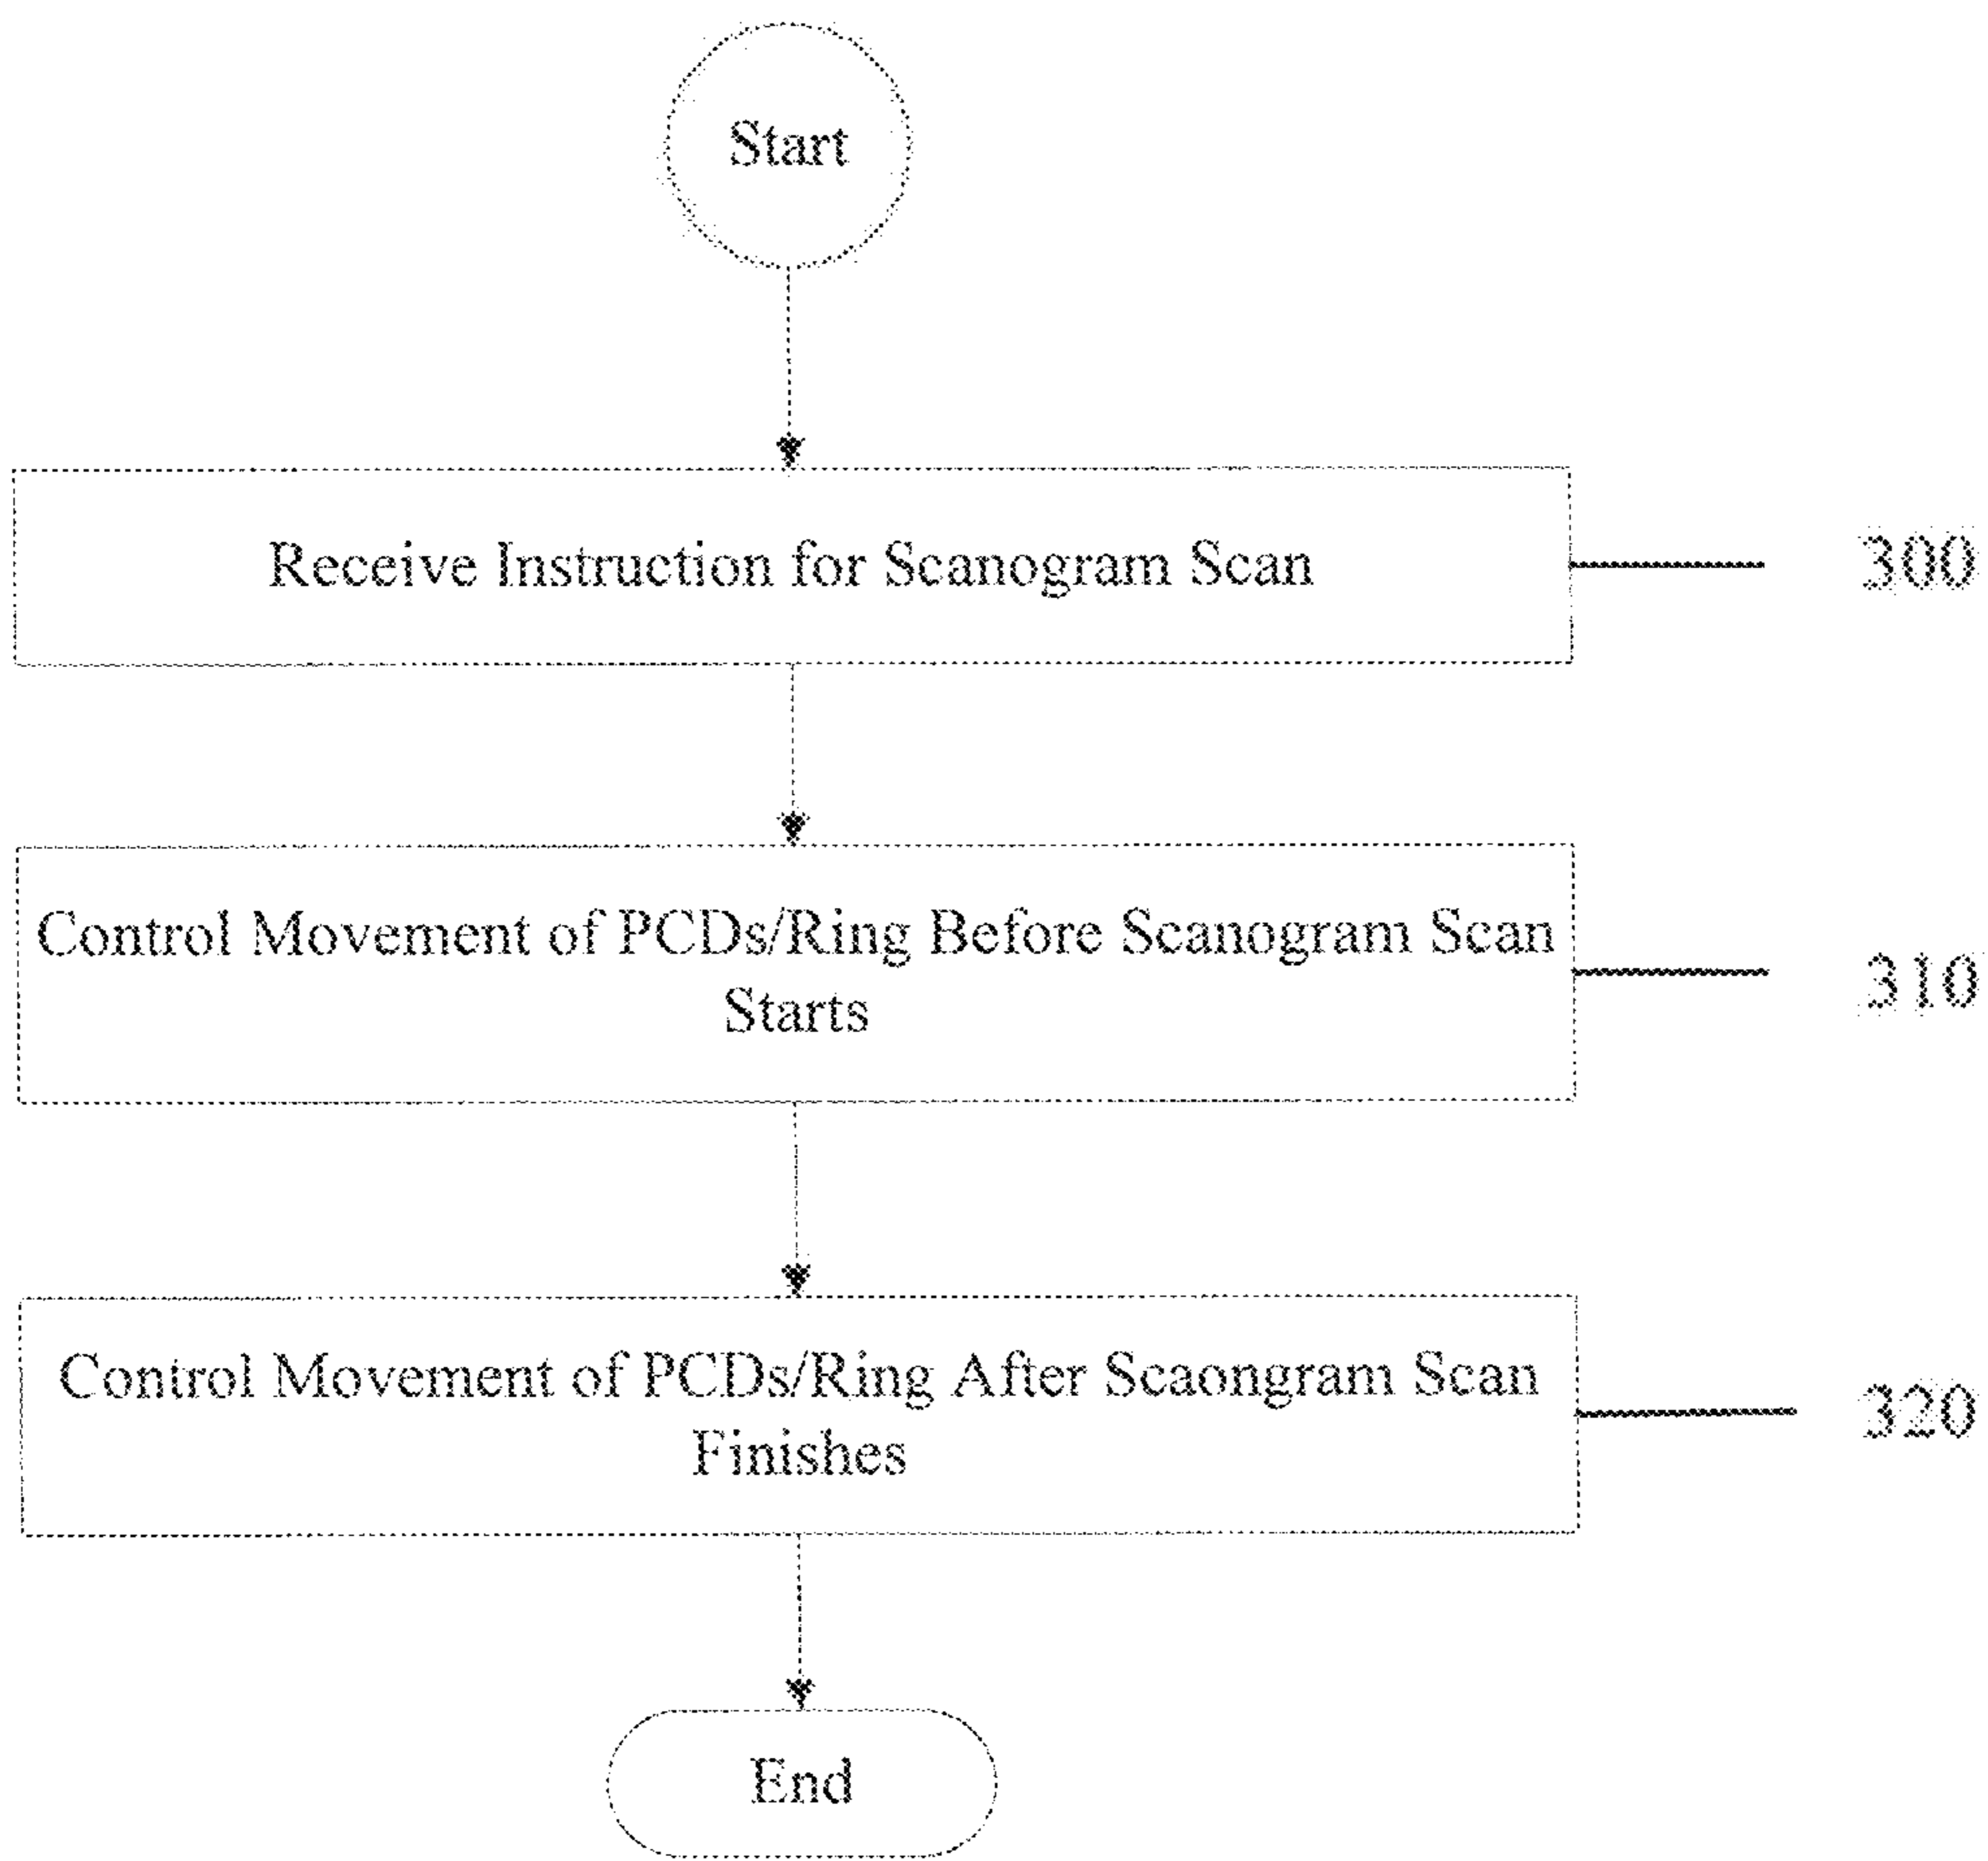 Start
Receive Instruction for Scanogram Scan
300
Control Movement of PCDs/Ring Before Scanogram Scan
Starts
310
Control Movement of PCDs/Ring After Scaongram Scan
Finishes
320
End